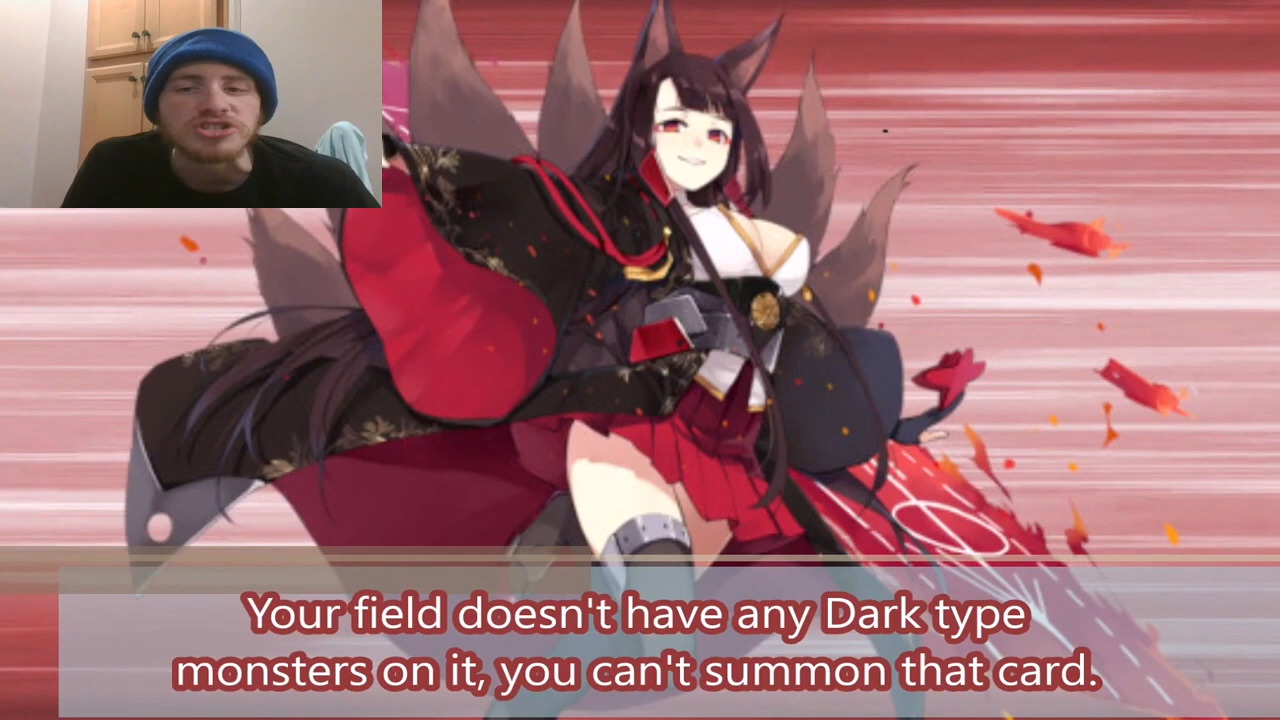 Your field doesn't have any Dark type
monsters on it, you can't summon that card.